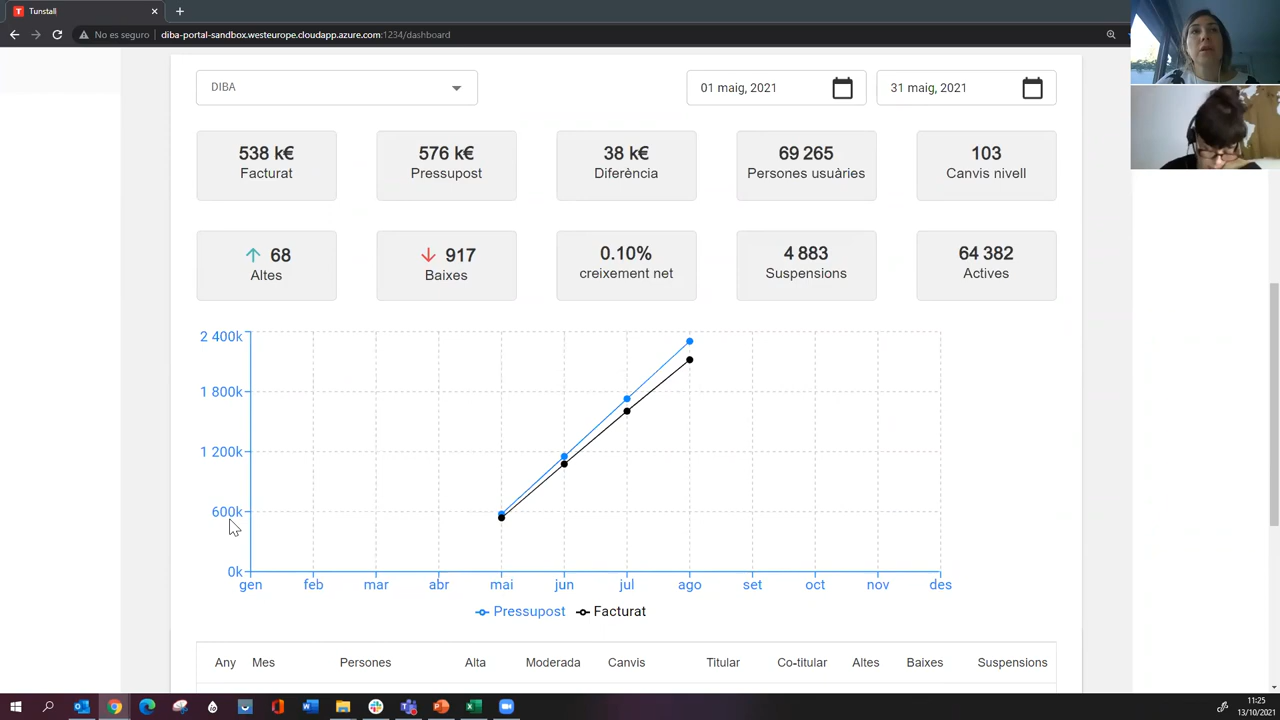 Tunstall
No es seguro | diba-portal-sandbox.westeurope.cloudapp.azure.com:1234/dashboard
DIBA
01 maig, 2021
31 maig, 2021
538 k€
Facturat
576 k€
Pressupost
38 k€
Diferència
69 265
Persones usuàries
103
Canvis nivell
68
Altes
917
Baixes
0.10%
creixement net
4 883
Suspensions
64 382
Actives
2 400k
1 800k
1 200k
600k
0k
gen feb mar abr mai jun jul ago set oct nov des
Pressupost Facturat
Any Mes Persones Alta Moderada Canvis Titular Co-titular Altes Baixes Suspensions
11:25
13/10/2021